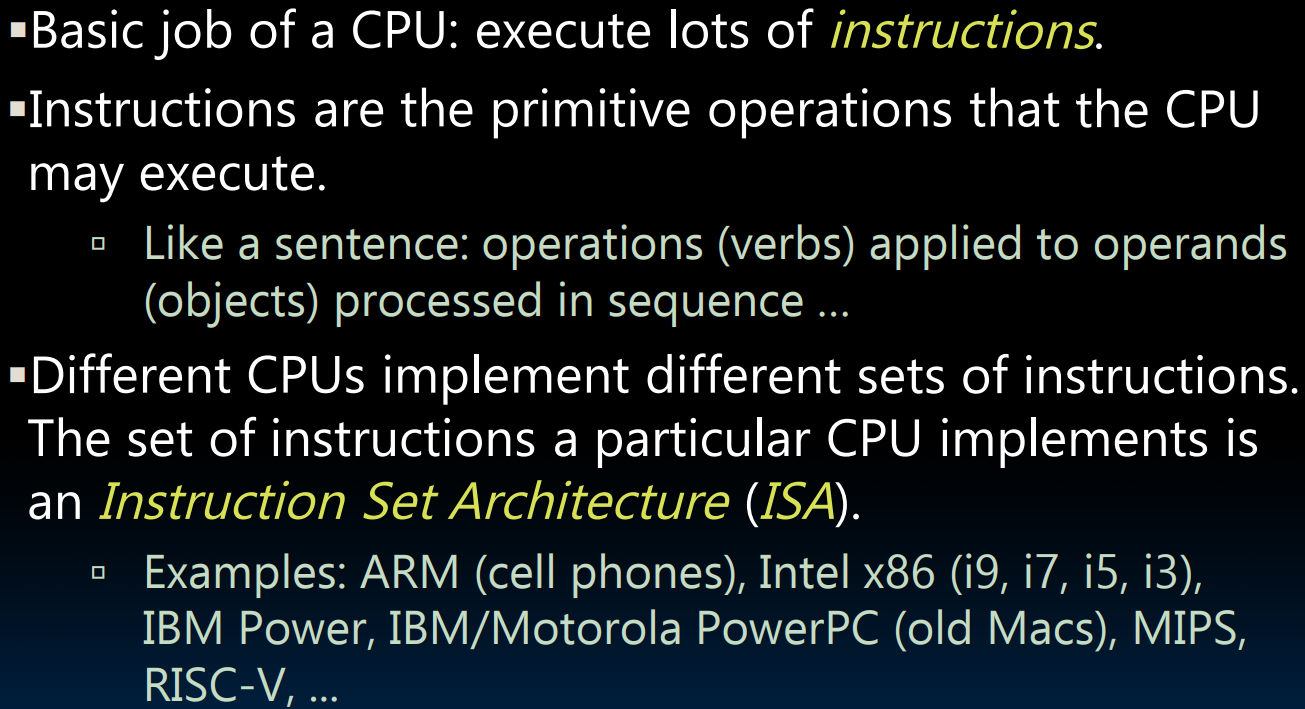 ▪Basic job of a CPU: execute lots of instructions.
▪Instructions are the primitive operations that the CPU
may execute.
▫ Like a sentence: operations (verbs) applied to operands
(objects) processed in sequence …
▪Different CPUs implement different sets of instructions.
The set of instructions a particular CPU implements is
an Instruction Set Architecture (ISA).
▫ Examples: ARM (cell phones), Intel x86 (i9, i7, i5, i3),
IBM Power, IBM/Motorola PowerPC (old Macs), MIPS,
RISC-V, ...